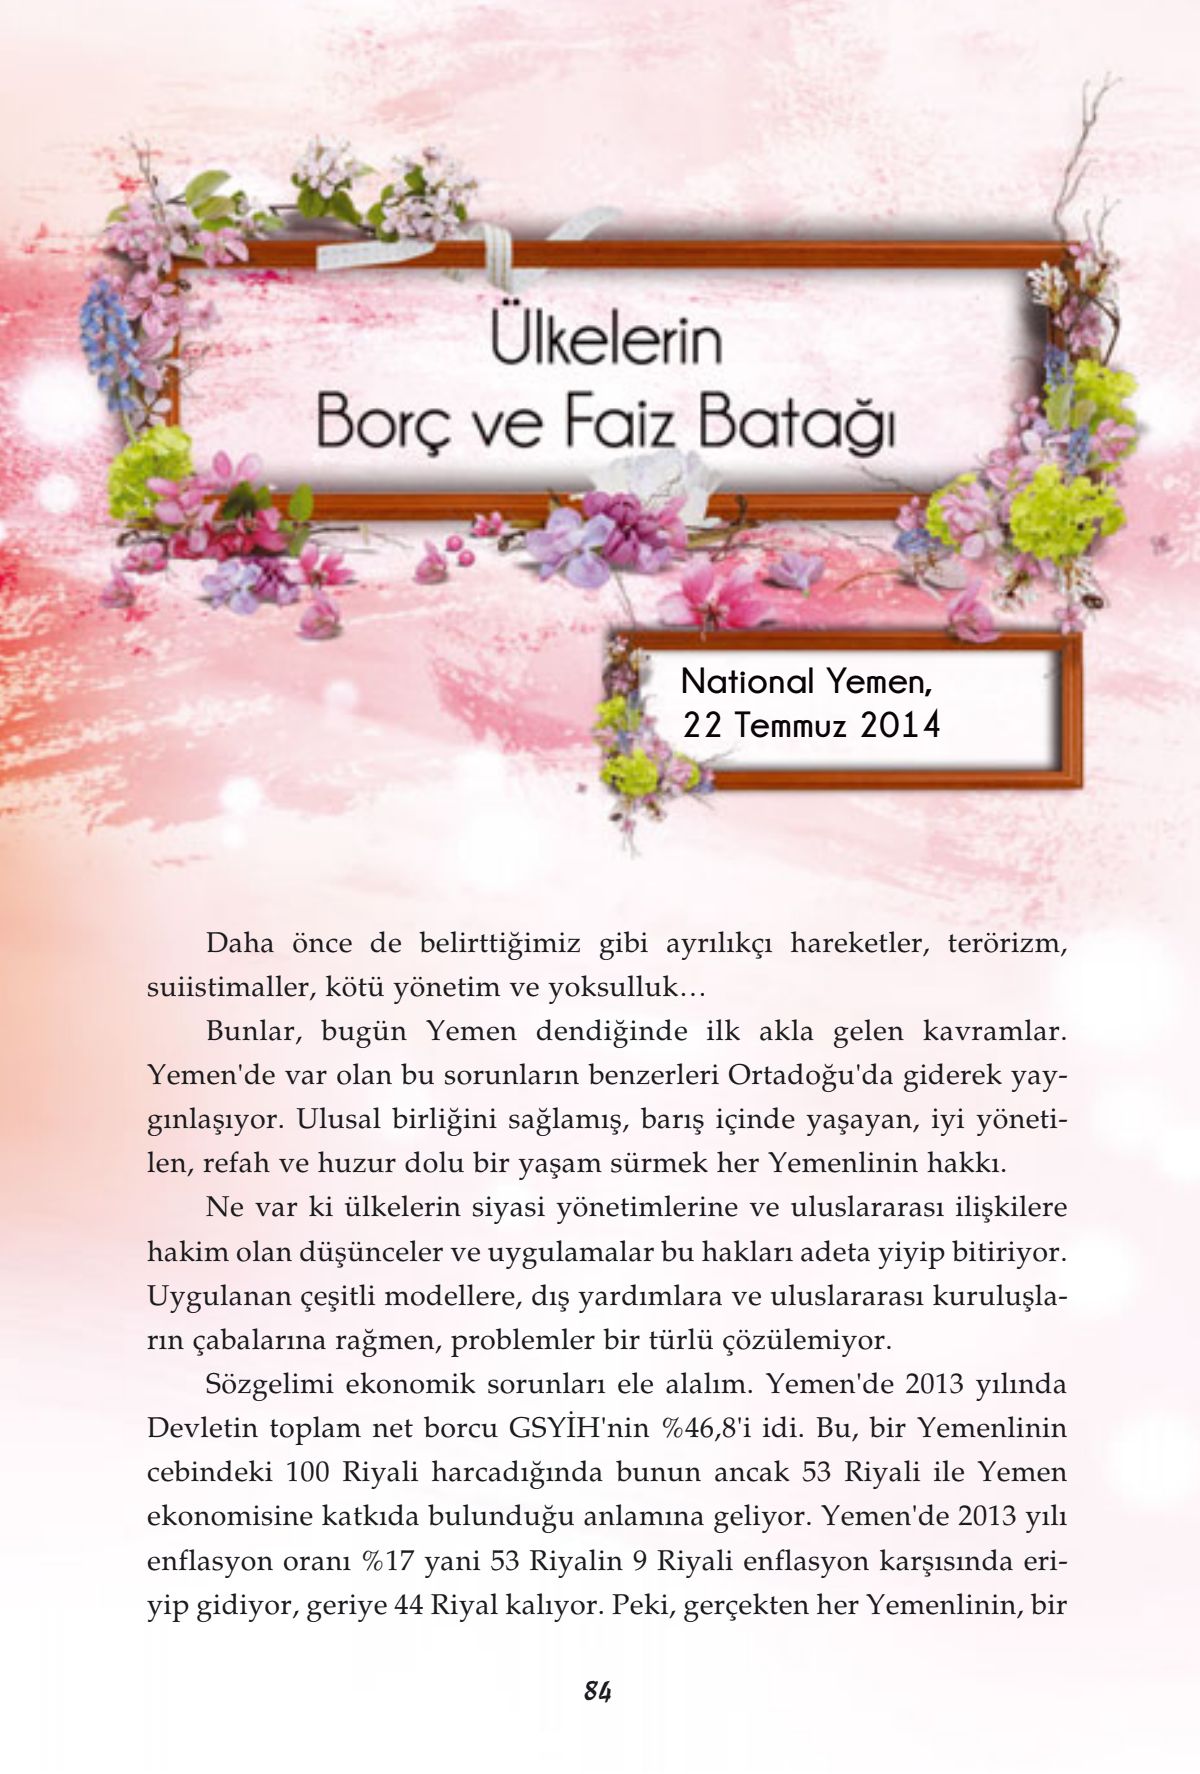 Ülkelerin
Borç ve Faiz Batağı
National Yemen,
22 Temmuz 2014
Daha önce de belirttiğimiz gibi ayrılıkçı hareketler, terörizm,
suiistimaller, kötü yönetim ve yoksulluk…
Bunlar, bugün Yemen dendiğinde ilk akla gelen kavramlar.
Yemen'de var olan bu sorunların benzerleri Ortadoğu'da giderek yay-
gınlaşıyor. Ulusal birliğini sağlamış, barış içinde yaşayan, iyi yöneti-
len, refah ve huzur dolu bir yaşam sürmek her Yemenlinin hakkı.
Ne var ki ülkelerin siyasi yönetimlerine ve uluslararası ilişkilere
hakim olan düşünceler ve uygulamalar bu hakları adeta yiyip bitiriyor.
Uygulanan çeşitli modellere, dış yardımlara ve uluslararası kuruluşla-
rın çabalarına rağmen, problemler bir türlü çözülemiyor.
Sözgelimi ekonomik sorunları ele alalım. Yemen'de 2013 yılında
Devletin toplam net borcu GSYİH'nin %46,8'i idi. Bu, bir Yemenlinin
cebindeki 100 Riyali harcadığında bunun ancak 53 Riyali ile Yemen
ekonomisine katkıda bulunduğu anlamına geliyor. Yemen'de 2013 yılı
enflasyon oranı %17 yani 53 Riyalin 9 Riyali enflasyon karşısında eri-
yip gidiyor, geriye 44 Riyal kalıyor. Peki, gerçekten her Yemenlinin, bir
84